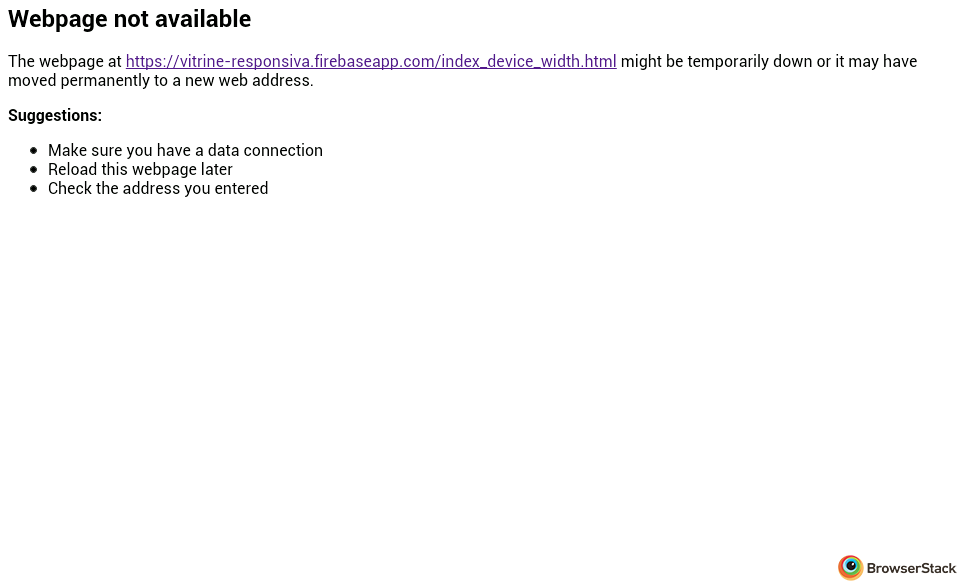 Webpage not available
The webpage at https://vitrine-responsiva.firebaseapp.com/index_device_width.html might be temporarily down or it may have
moved permanently to a new web address.
Suggestions:
Make sure you have a data connection
Reload this webpage later
Check the address you entered
BrowserStack